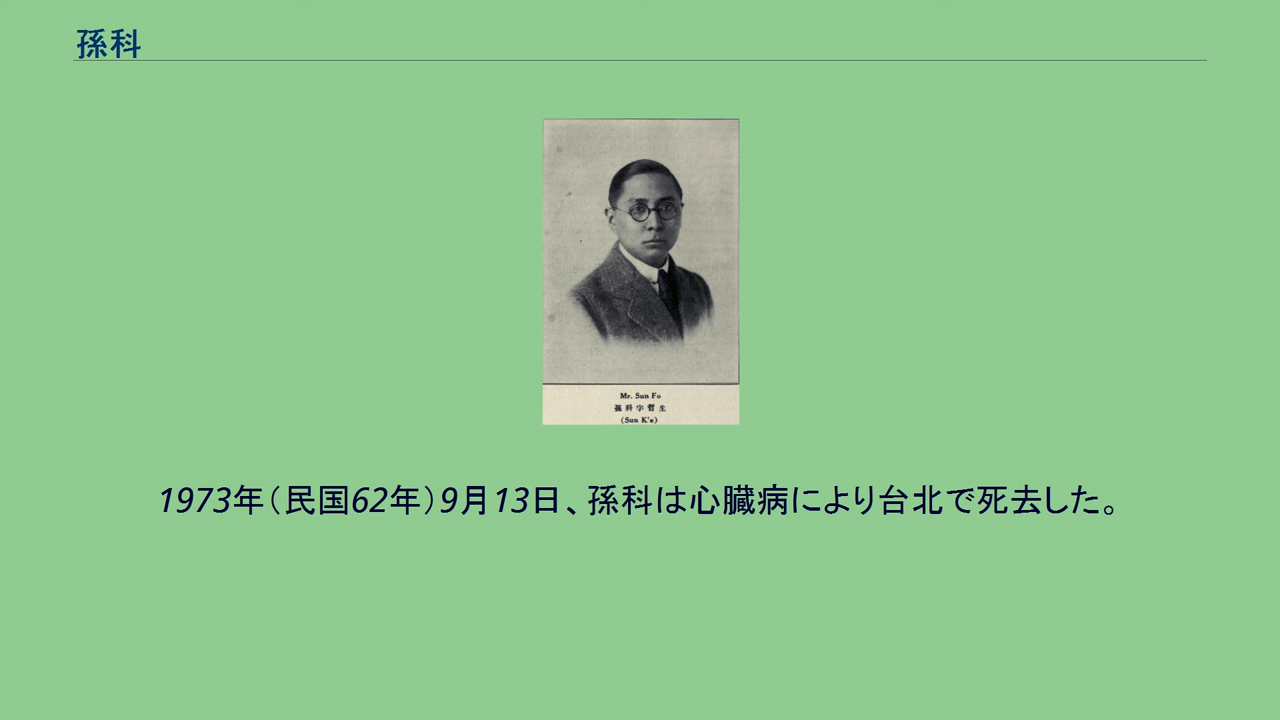 孫科
Mr. Sun Fo
孫科字哲生
(Sun K'e)
1973年（民国62年）9月13日、孫科は心臓病により台北で死去した。